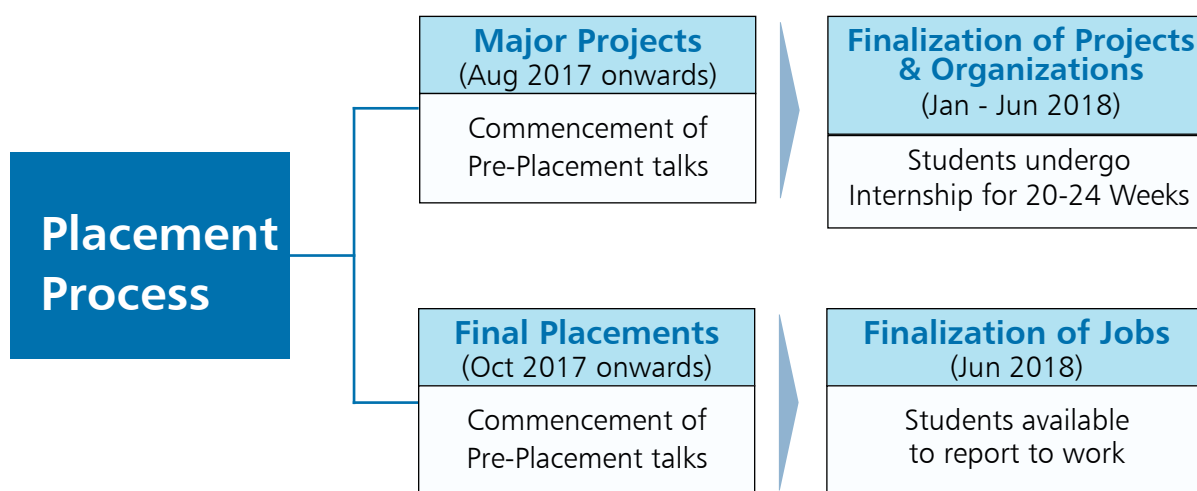 Placement
Process
Major Projects
(Aug 2017 onwards)
Commencement of
Pre-Placement talks
Finalization of Projects
& Organizations
(Jan - Jun 2018)
Students undergo
Internship for 20-24 Weeks
Final Placements
(Oct 2017 onwards)
Commencement of
Pre-Placement talks
Finalization of Jobs
(Jun 2018)
Students available
to report to work